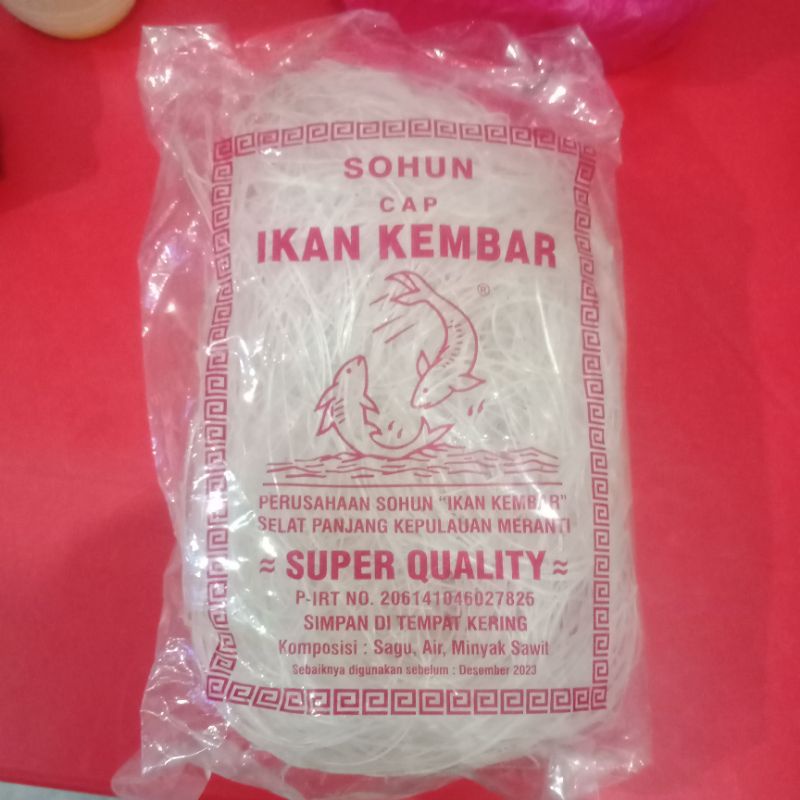 SOHUN
CAP
IKAN KEMBAR
®
PERUSAHAAN SOHUN "IKAN KEMBAR"
SELAT PANJANG KEPULAUAN MERANTI
≈ SUPER QUALITY ≈
P-IRT NO. 206141046027826
SIMPAN DI TEMPAT KERING
Komposisi : Sagu, Air, Minyak Sawit
Sebaiknya digunakan sebelum : Desember 2023